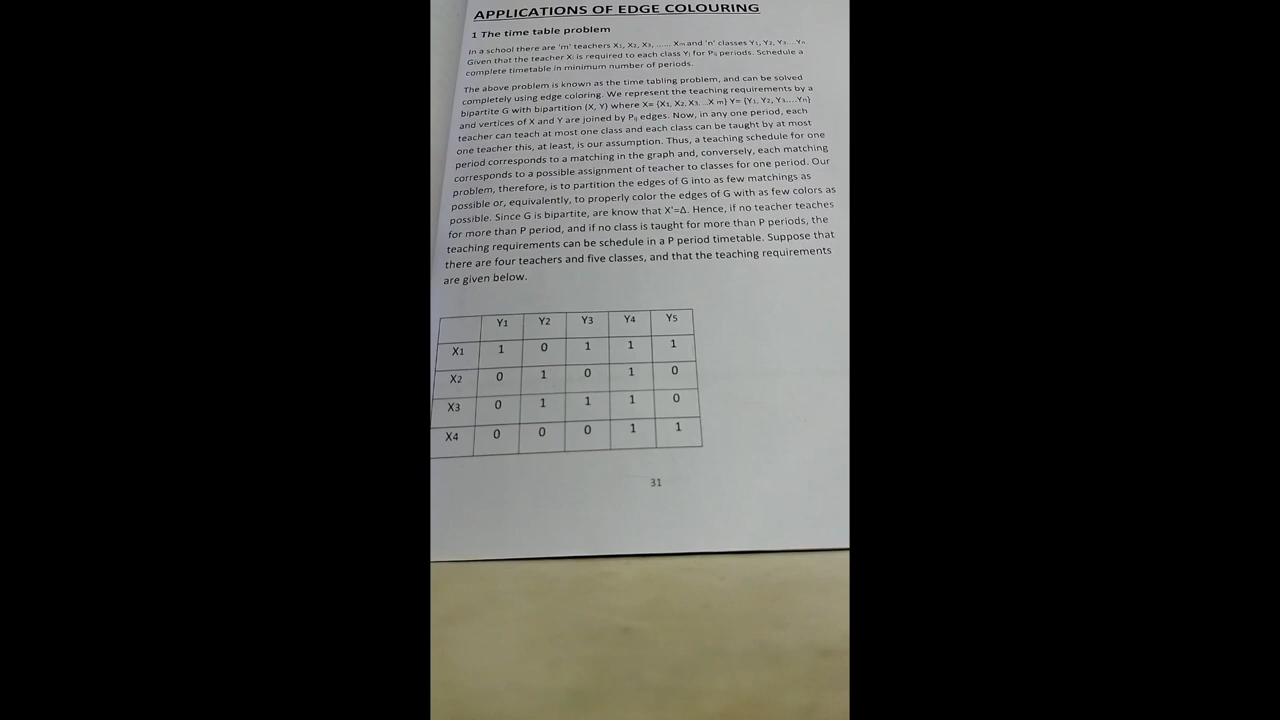 APPLICATIONS OF EDGE COLOURING
1 The time table problem
In a school there are 'm' teachers X1, X2, X3, ...... Xm and 'n' classes Y1, Y2, Y3....Yn
Given that the teacher Xi is required to each class Yj for Pij periods. Schedule a
complete timetable in minimum number of periods.
The above problem is known as the time tabling problem, and can be solved
completely using edge coloring. We represent the teaching requirements by a
bipartite G with bipartition (X, Y) where X= {X1, X2, X3, ...X m} Y= {Y1, Y2, Y3....Yn}
and vertices of X and Y are joined by Pij edges. Now, in any one period, each
teacher can teach at most one class and each class can be taught by at most
one teacher this, at least, is our assumption. Thus, a teaching schedule for one
period corresponds to a matching in the graph and, conversely, each matching
corresponds to a possible assignment of teacher to classes for one period. Our
problem, therefore, is to partition the edges of G into as few matchings as
possible or, equivalently, to properly color the edges of G with as few colors as
possible. Since G is bipartite, are know that X'=Δ. Hence, if no teacher teaches
for more than P period, and if no class is taught for more than P periods, the
teaching requirements can be schedule in a P period timetable. Suppose that
there are four teachers and five classes, and that the teaching requirements
are given below.
Y1 Y2 Y3 Y4 Y5
X1 1 0 1 1 1
X2 0 1 0 1 0
X3 0 1 1 1 0
X4 0 0 0 1 1
31